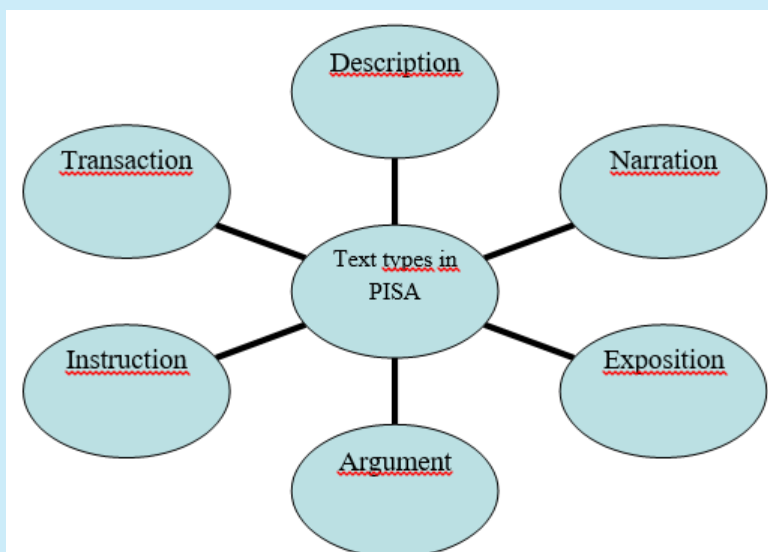 Description
Transaction
Narration
Text types in
PISA
Instruction
Exposition
Argument